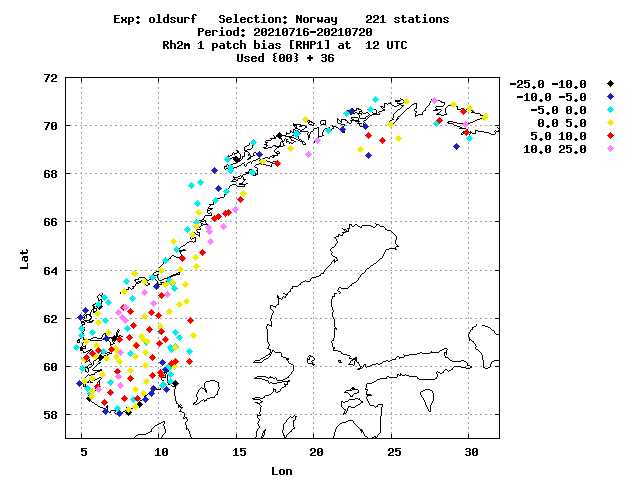 Exp: oldsurf   Selection: Norway    221 stations
Period: 20210716-20210720
Rh2m 1 patch bias [RHP1] at  12 UTC
Used {00} + 36
72
70
68
66
64
62
60
58
Lat
5 10 15 20 25 30
Lon
-25.0 -10.0
-10.0 -5.0
-5.0 0.0
0.0 5.0
5.0 10.0
10.0 25.0